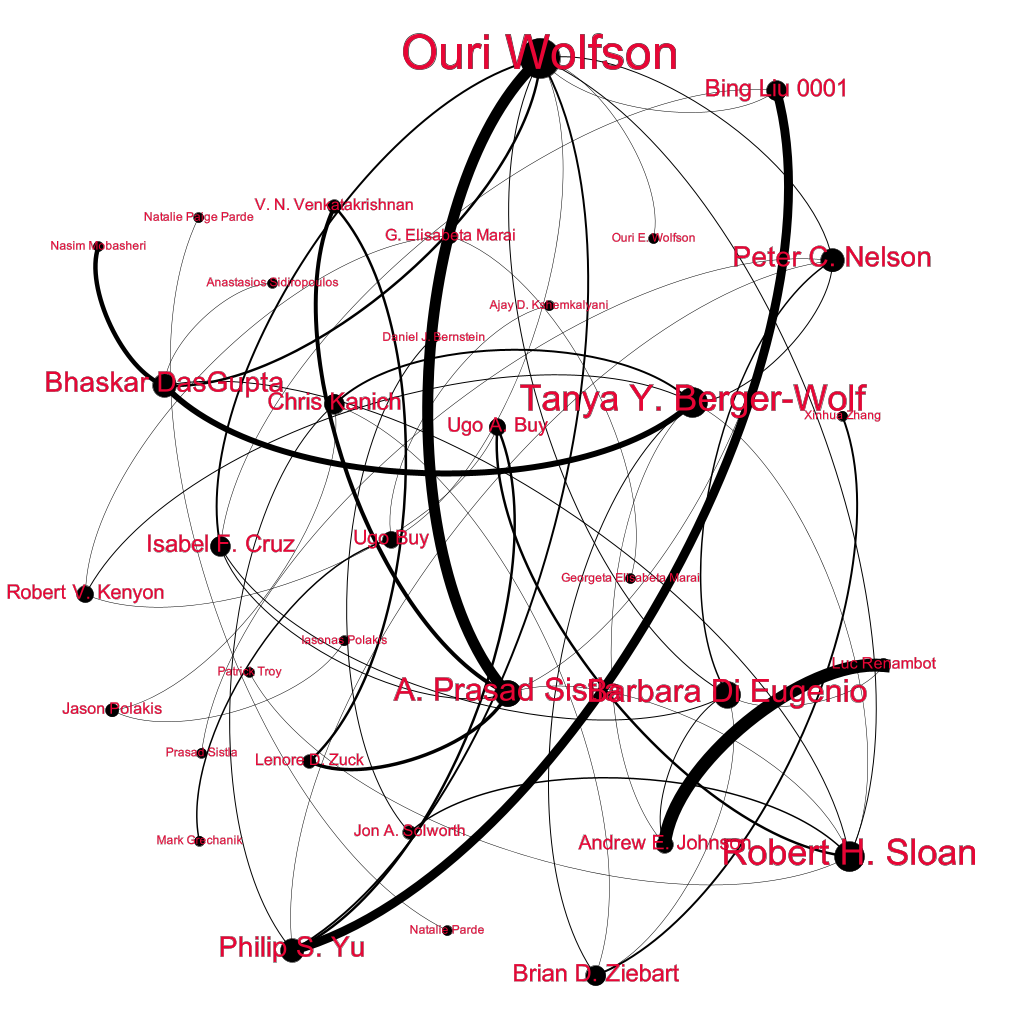 Ouri Wolfson
Bing Liu 0001
V. N. Venkatakrishnan
Natalie Paige Parde
G. Elisabeta Marai
Ouri E. Wolfson
Nasim Mobasheri
Peter C. Nelson
Anastasios Sidiropoulos
Ajay D. Kshemkalyani
Daniel J. Bernstein
Bhaskar DasGupta
Chris Kanich
Tanya Y. Berger-Wolf
Xinhua Zhang
Ugo A. Buy
Ugo Buy
Isabel F. Cruz
Georgeta Elisabeta Marai
Robert V. Kenyon
Iasonas Polakis
Luc Renambot
Patrick Troy
A. Prasad Sistla
Barbara Di Eugenio
Jason Polakis
Prasad Sistla
Lenore D. Zuck
Jon A. Solworth
Mark Grechanik
Andrew E. Johnson
Robert H. Sloan
Natalie Parde
Philip S. Yu
Brian D. Ziebart